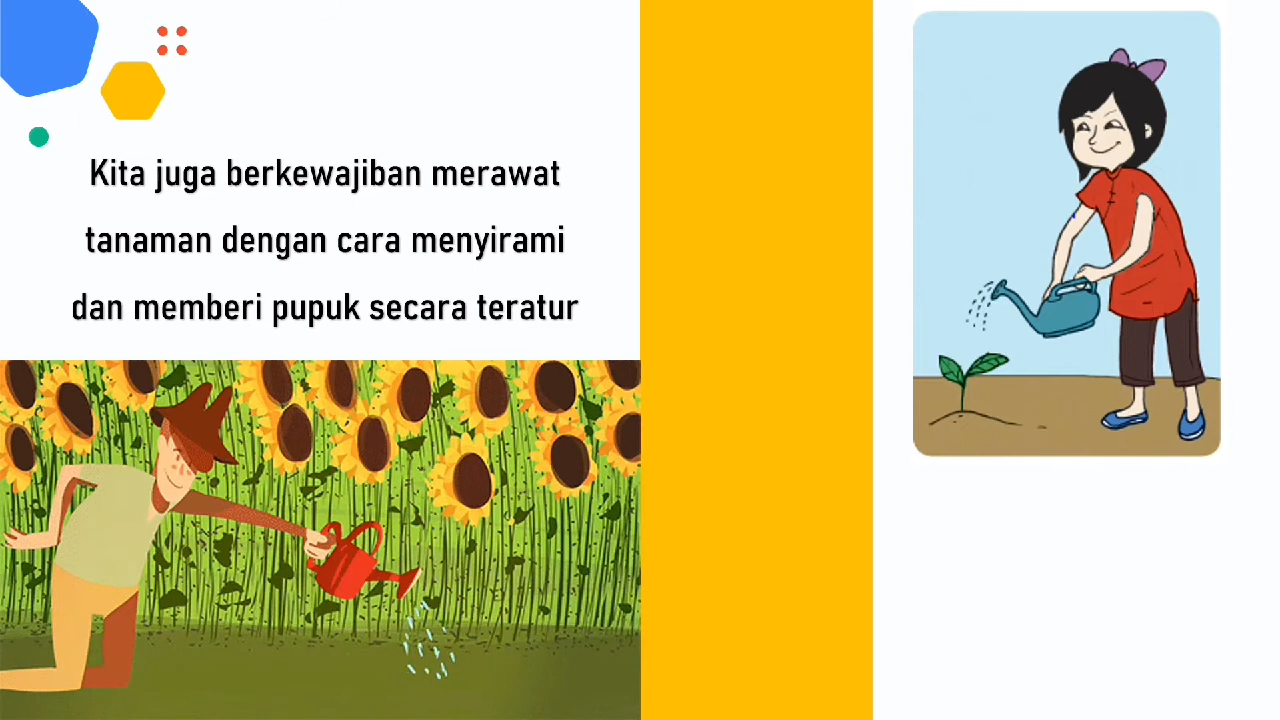 Kita juga berkewajiban merawat
tanaman dengan cara menyirami
dan memberi pupuk secara teratur